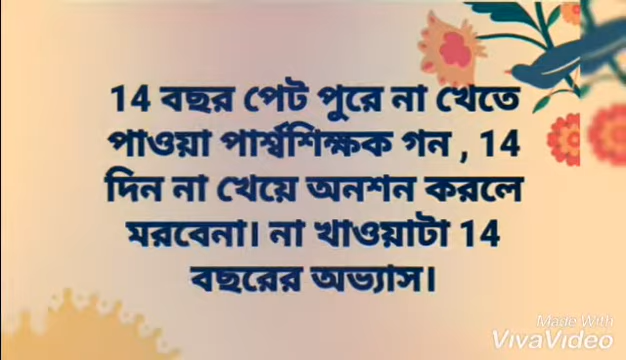 14 বছর পেট পুরে না খেতে
পাওয়া পার্শ্বশিক্ষক গন , 14
দিন না খেয়ে অনশন করলে
মরবেনা। না খাওয়াটা 14
বছরের অভ্যাস।
Made With
VivaVideo